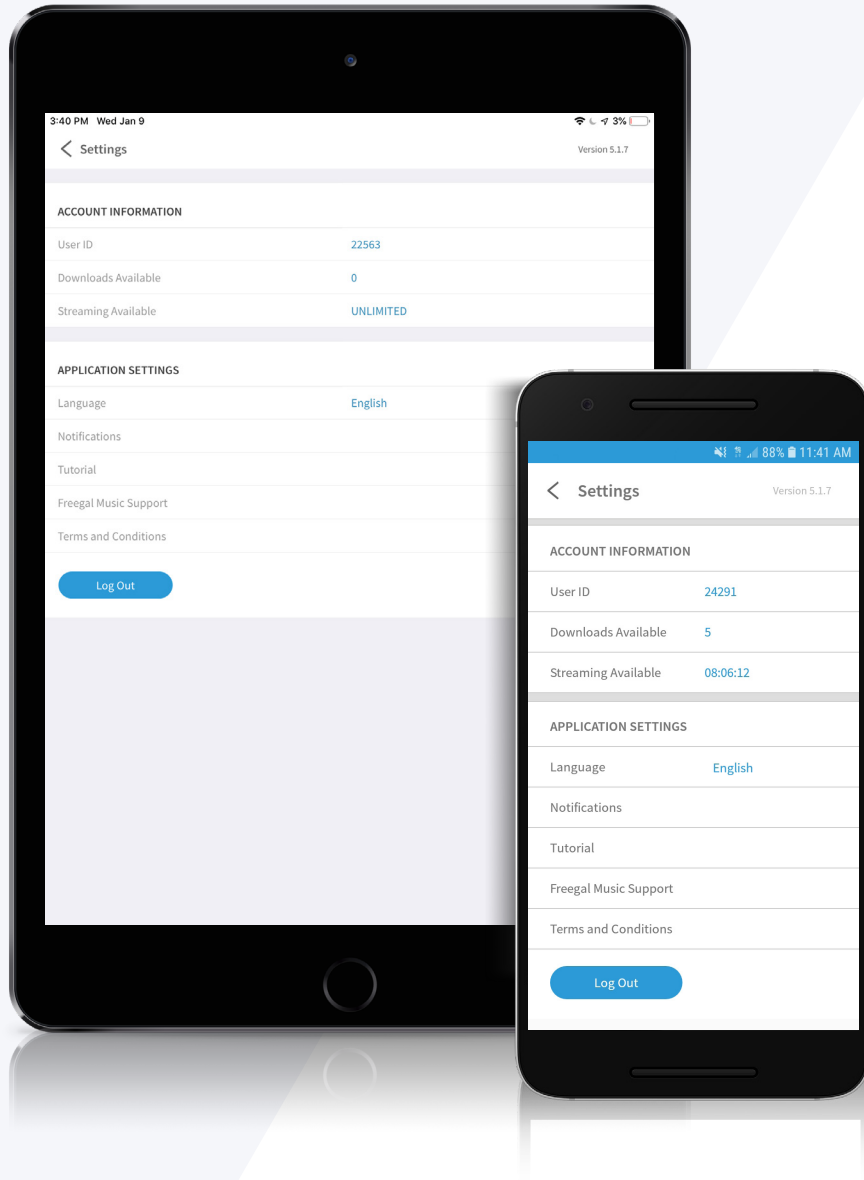 3:40 PM Wed Jan 9 3%
Settings Version 5.1.7
ACCOUNT INFORMATION
User ID 22563
Downloads Available 0
Streaming Available UNLIMITED
APPLICATION SETTINGS
Language English
Notifications
Tutorial
Freegal Music Support
Terms and Conditions
Log Out
88% 11:41 AM
Settings Version 5.1.7
ACCOUNT INFORMATION
User ID 24291
Downloads Available 5
Streaming Available 08:06:12
APPLICATION SETTINGS
Language English
Notifications
Tutorial
Freegal Music Support
Terms and Conditions
Log Out